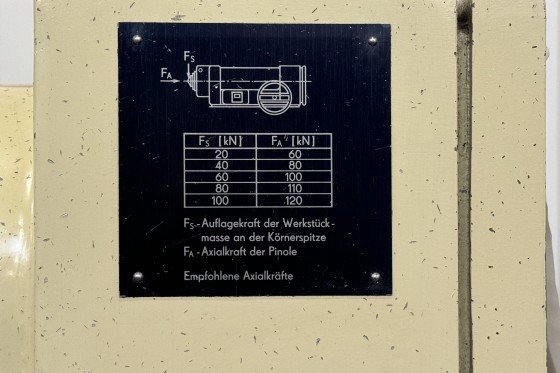 FS
FA
FS [kN] FA [kN]
20 60
40 80
60 100
80 110
100 120
FS-Auflagekraft der Werkstück-
masse an der Körnerspitze
FA-Axialkraft der Pinole
Empfohlene Axialkräfte